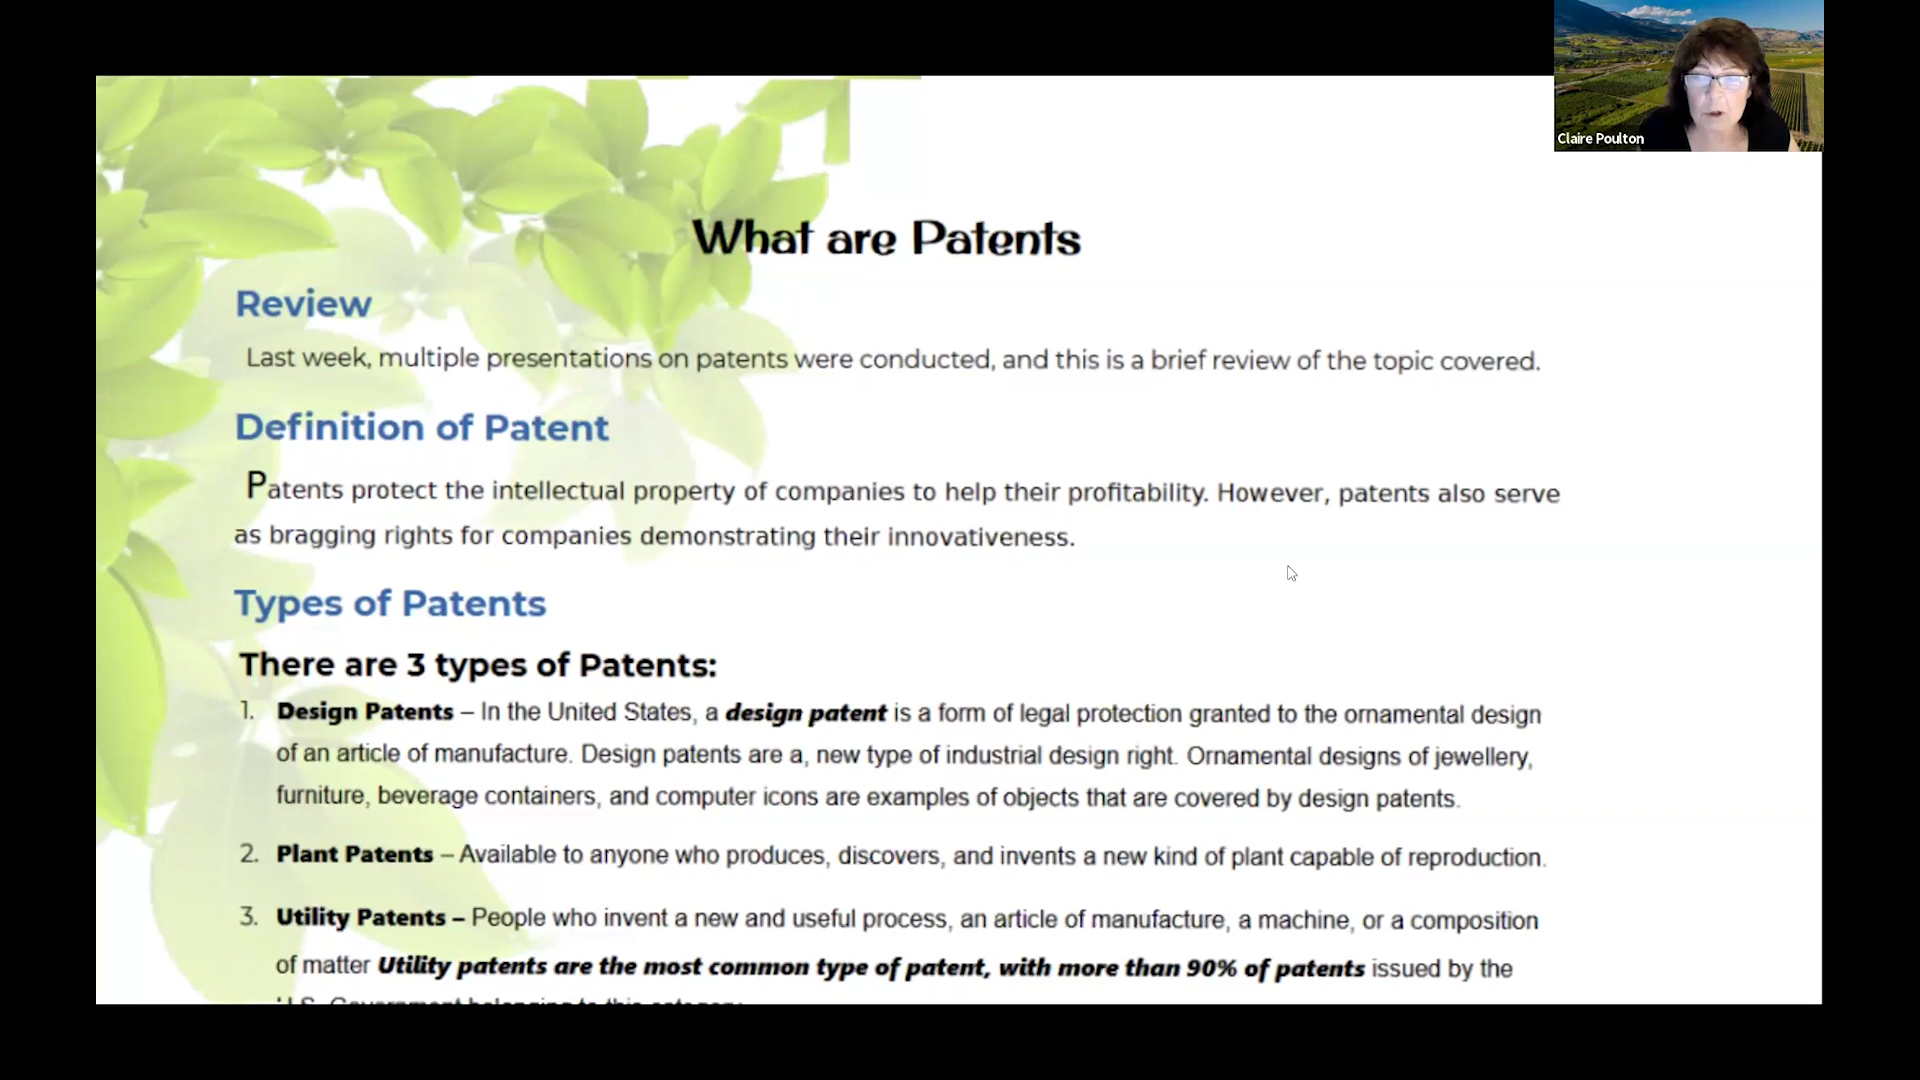 Claire Poulton
What are Patents
Review
Last week, multiple presentations on patents were conducted, and this is a brief review of the topic covered.
Definition of Patent
Patents protect the intellectual property of companies to help their profitability. However, patents also serve
as bragging rights for companies demonstrating their innovativeness.
Types of Patents
There are 3 types of Patents:
1. Design Patents – In the United States, a design patent is a form of legal protection granted to the ornamental design
of an article of manufacture. Design patents are a, new type of industrial design right. Ornamental designs of jewellery,
furniture, beverage containers, and computer icons are examples of objects that are covered by design patents.
2. Plant Patents – Available to anyone who produces, discovers, and invents a new kind of plant capable of reproduction.
3. Utility Patents – People who invent a new and useful process, an article of manufacture, a machine, or a composition
of matter Utility patents are the most common type of patent, with more than 90% of patents issued by the
U.S. Government belonging to this category